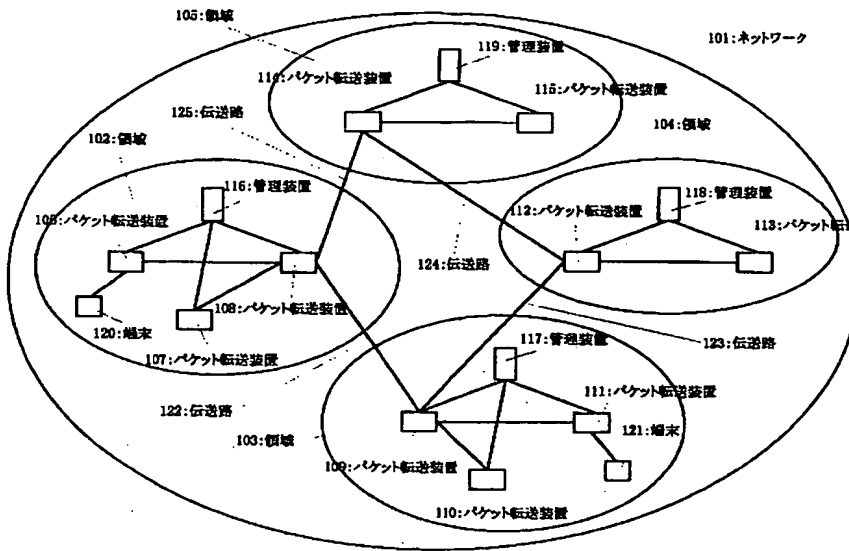 105:領域
101:ネットワーク
119:管理装置
114:パケット転送装置
115:パケット転送装置
125:伝送路
104:領域
102:領域
116:管理装置
118:管理装置
112:パケット転送装置
106:パケット転送装置
113:パケット転
124:伝送路
108:パケット転送装置
120:端末
107:パケット転送装置
117:管理装置
123:伝送路
111:パケット転送装置
122:伝送路
103:領域
121:端末
109:パケット転送装置
110:パケット転送装置